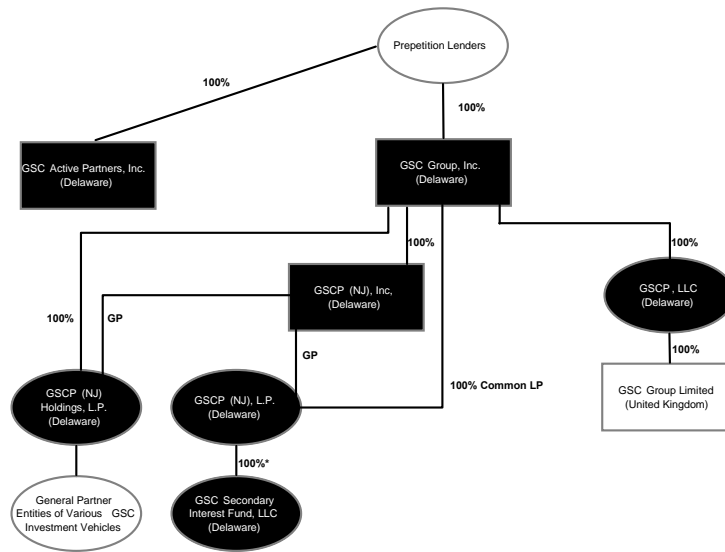 Prepetition Lenders
100%
100%
GSC Active Partners, Inc.
(Delaware)
GSC Group, Inc.
(Delaware)
100%
100%
GSCP (NJ), Inc,
(Delaware)
GSCP , LLC
(Delaware)
100%
GP
GP
100%
100% Common LP
GSCP (NJ)
Holdings, L.P.
(Delaware)
GSCP (NJ), L.P.
(Delaware)
GSC Group Limited
(United Kingdom)
100%*
General Partner
Entities of Various GSC
Investment Vehicles
GSC Secondary
Interest Fund, LLC
(Delaware)